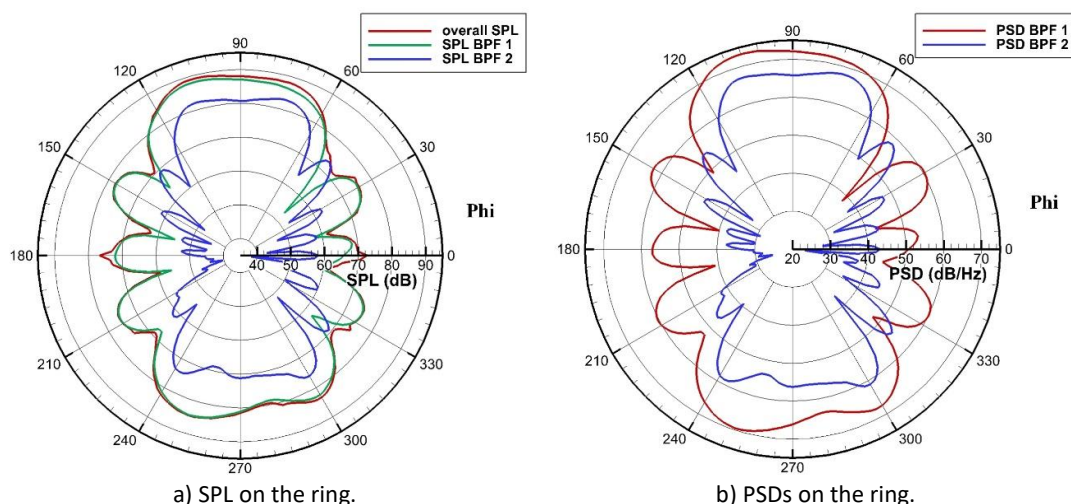 overall SPL
SPL BPF 1
SPL BPF 2
90
120
60
150
30
Phi
180
40 50 60 70 80 90 0
SPL (dB)
95
210
330
240
300
270
a) SPL on the ring.
PSD BPF 1
PSD BPF 2
90
120
60
150
30
Phi
180
20 30 40 50 60 70 0
PSD (dB/Hz)
210
330
240
300
270
b) PSDs on the ring.